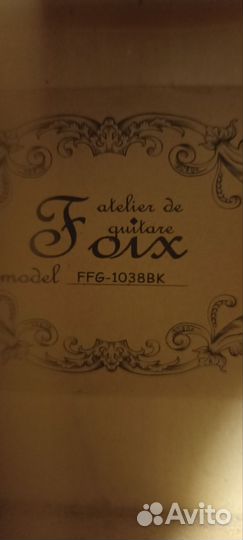 atelier de
guitare
Foix
model FFG-1038BK
Avito